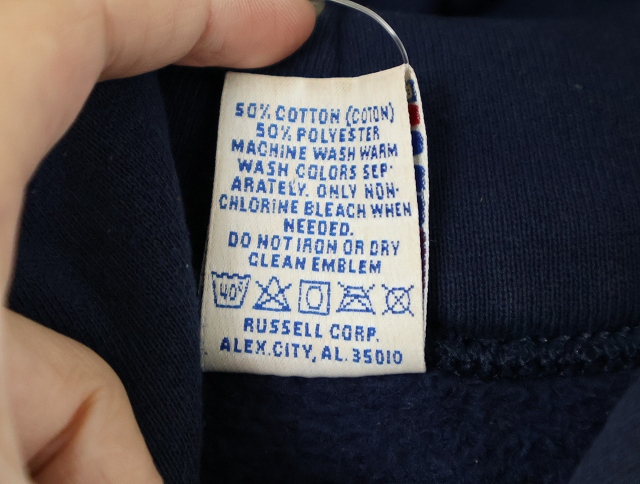 50% COTTON (COTON)
50% POLYESTER
MACHINE WASH WARM
WASH COLORS SEP-
ARATELY. ONLY NON-
CHLORINE BLEACH WHEN
NEEDED.
DO NOT IRON OR DRY
CLEAN EMBLEM
40°
RUSSELL CORP.
ALEX.CITY, AL. 35010